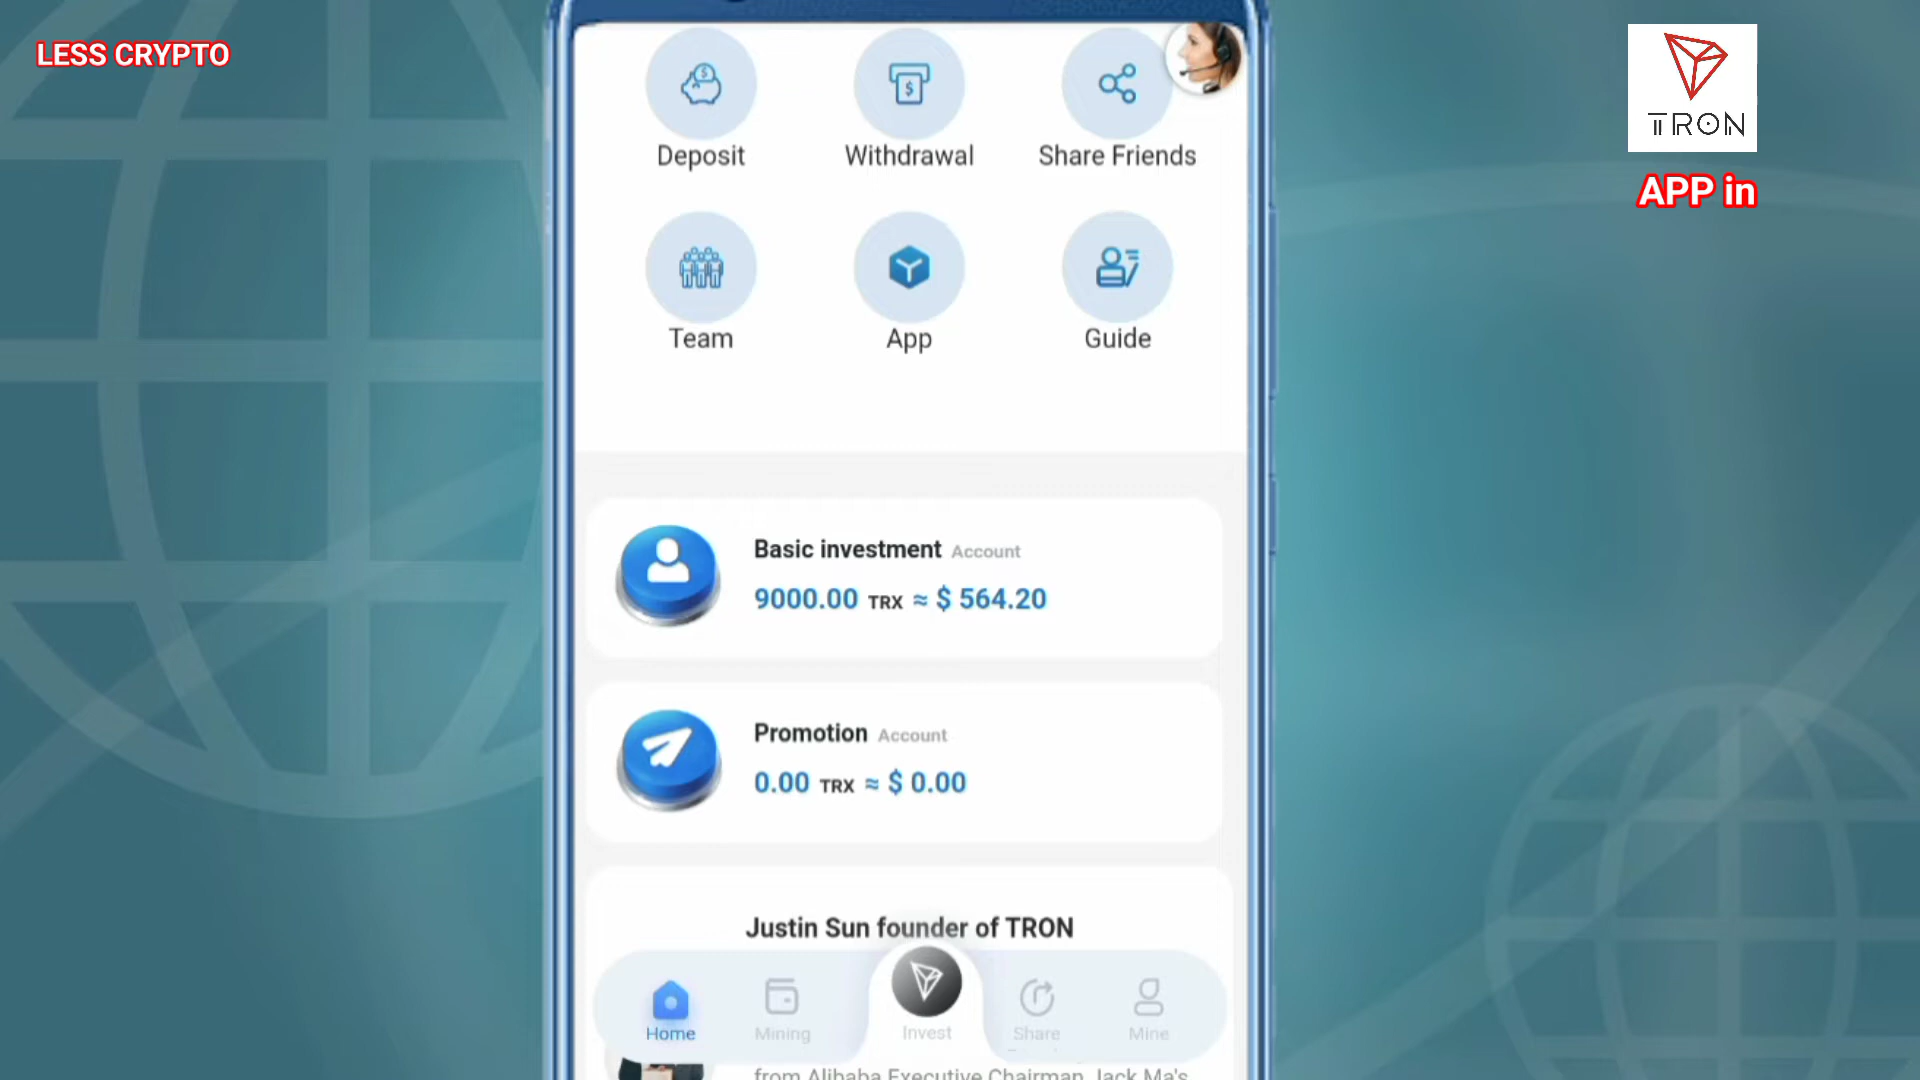 LESS CRYPTO
TRON
APP in
Deposit
Withdrawal
Share Friends
Team
App
Guide
Basic investment Account
9000.00 TRX ≈ $ 564.20
Promotion Account
0.00 TRX ≈ $ 0.00
Justin Sun founder of TRON
Home
Mining
Invest
Share
Mine
from Alibaba Executive Chairman Jack Ma's